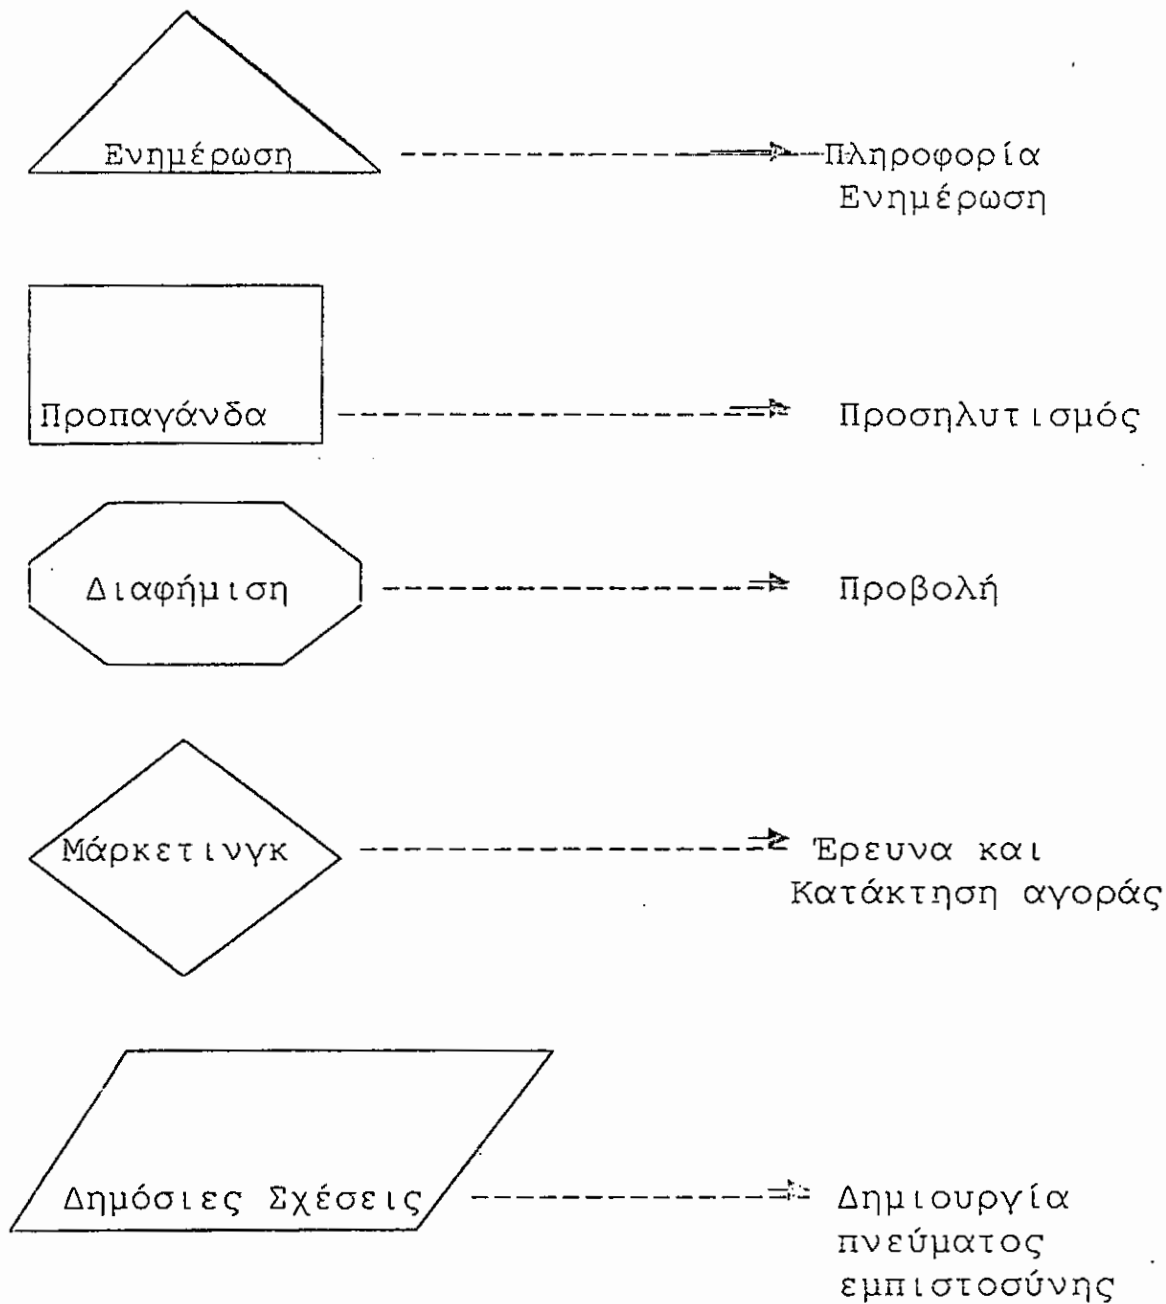 Ενημέρωση Πληροφορία
Ενημέρωση
Προπαγάνδα Προσηλυτισμός
Διαφήμιση Προβολή
Μάρκετινγκ Έρευνα και
Κατάκτηση αγοράς
Δημόσιες Σχέσεις Δημιουργία
πνεύματος
εμπιστοσύνης